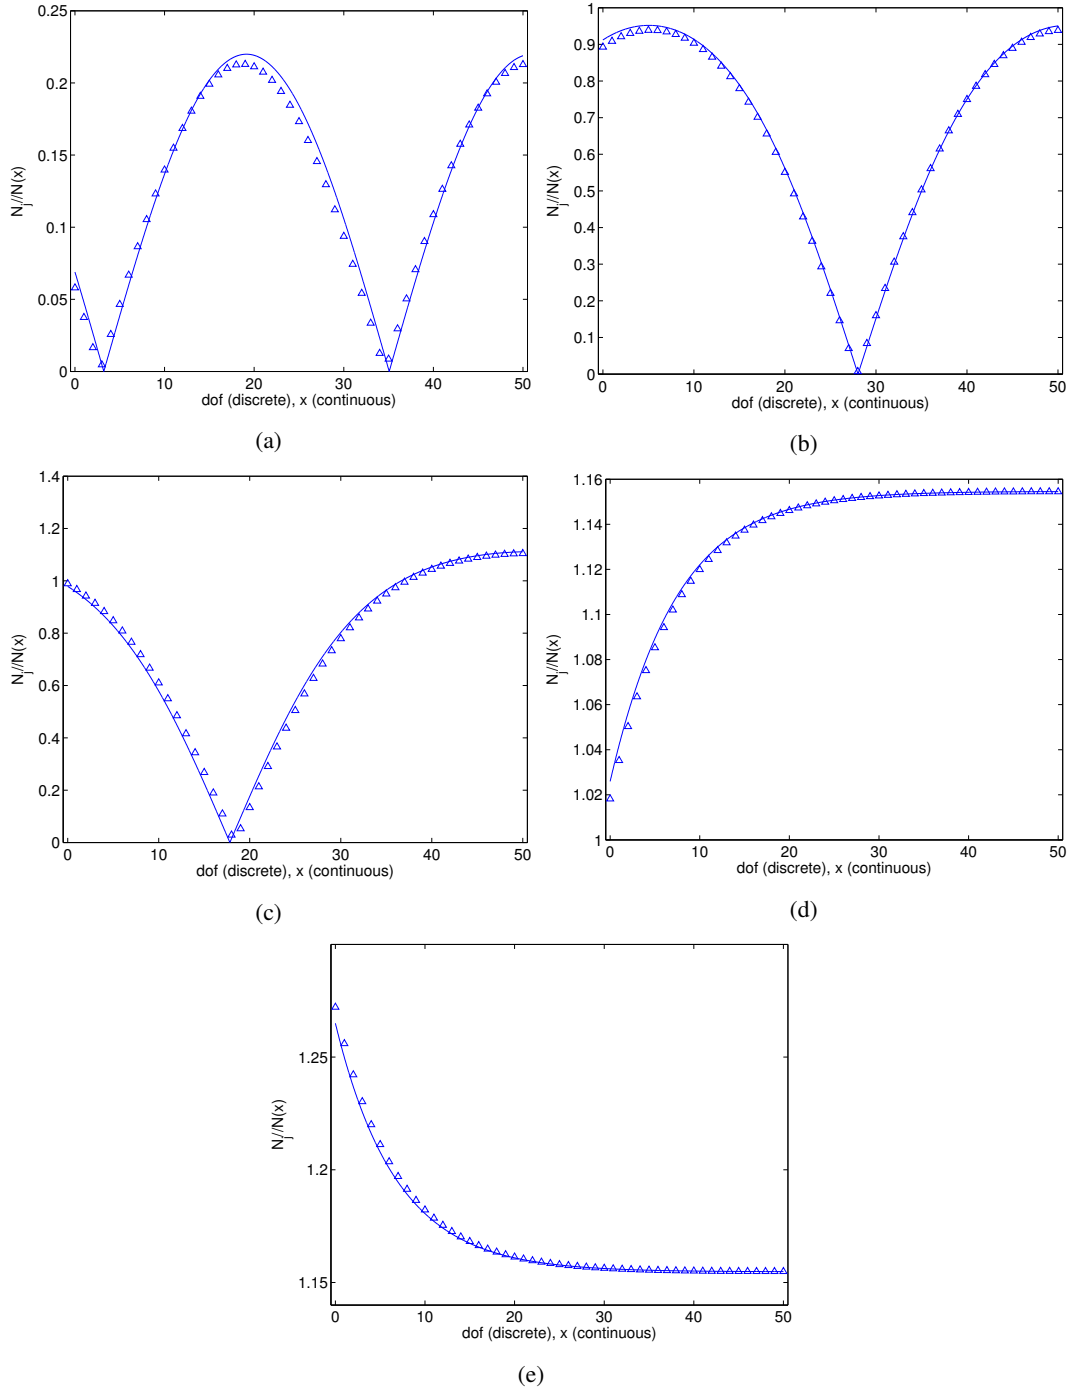 0.25
0.2
0.15
0.1
0.05
0
N_j//N(x)
0 10 20 30 40 50
dof (discrete), x (continuous)
(a)
1
0.9
0.8
0.7
0.6
0.5
0.4
0.3
0.2
0.1
0
N_j//N(x)
0 10 20 30 40 50
dof (discrete), x (continuous)
(b)
1.4
1.2
1
0.8
0.6
0.4
0.2
0
N_j//N(x)
0 10 20 30 40 50
dof (discrete), x (continuous)
(c)
1.16
1.14
1.12
1.1
1.08
1.06
1.04
1.02
1
N_j//N(x)
0 10 20 30 40 50
dof (discrete), x (continuous)
(d)
1.25
1.2
1.15
N_j//N(x)
0 10 20 30 40 50
dof (discrete), x (continuous)
(e)